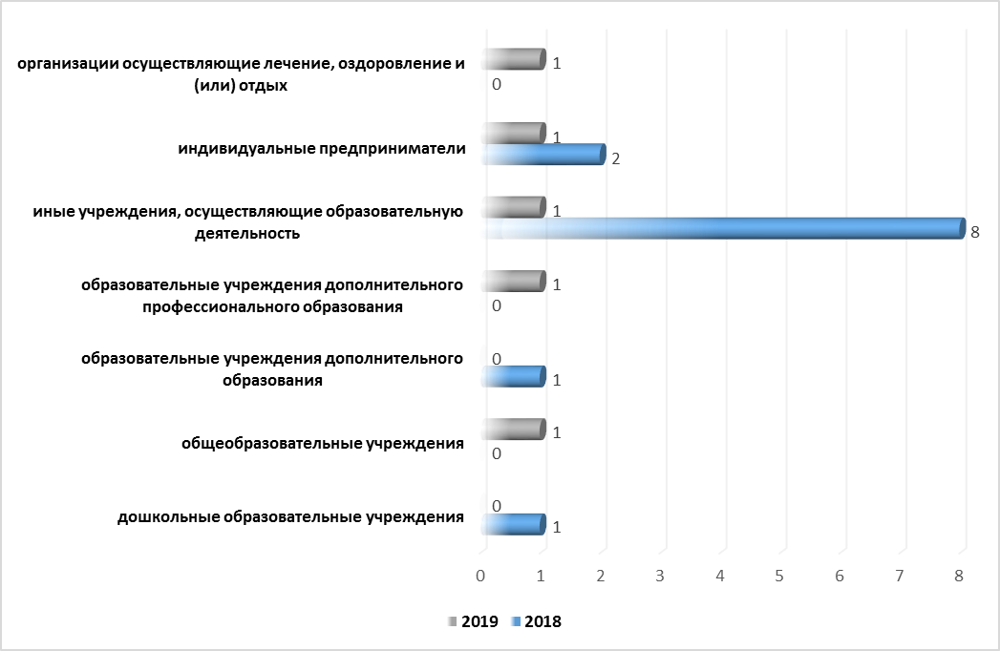 организации осуществляющие лечение, оздоровление и
(или) отдых
1
0
индивидуальные предприниматели
1
2
иные учреждения, осуществляющие образовательную
деятельность
1
8
образовательные учреждения дополнительного
профессионального образования
1
0
образовательные учреждения дополнительного
образования
0
1
общеобразовательные учреждения
1
0
дошкольные образовательные учреждения
0
1
0 1 2 3 4 5 6 7 8
2019 2018